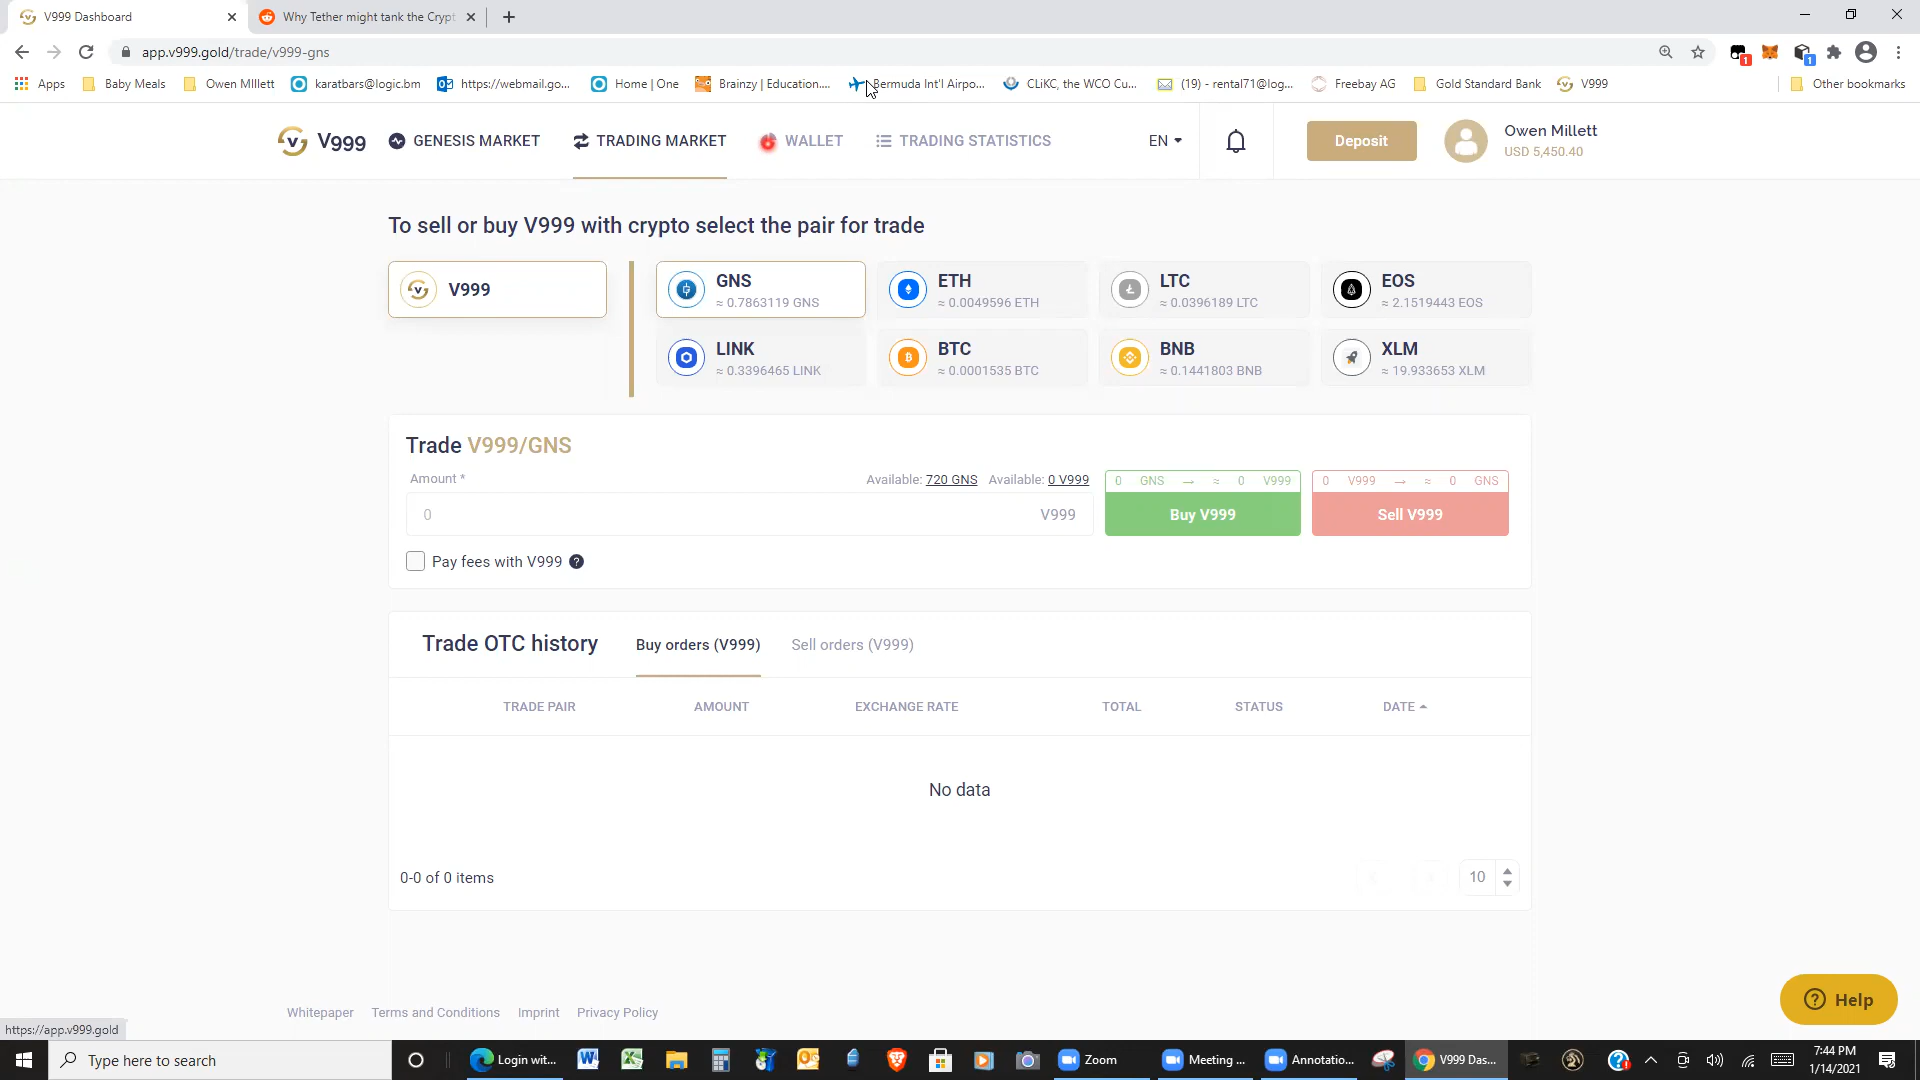 V999 Dashboard
Why Tether might tank the Crypt
app.v999.gold/trade/v999-gns
1
1
Apps
Baby Meals
Owen MIllett
karatbars@logic.bm
https://webmail.go...
Home | One
Brainzy | Education....
Bermuda Int'l Airpo...
CLiKC, the WCO Cu...
(19) - rental71@log...
Freebay AG
Gold Standard Bank
V999
Other bookmarks
V999
GENESIS MARKET
TRADING MARKET
WALLET
TRADING STATISTICS
EN
Deposit
Owen Millett
USD 5,450.40
To sell or buy V999 with crypto select the pair for trade
V999
GNS
≈ 0.7863119 GNS
ETH
≈ 0.0049596 ETH
LTC
≈ 0.0396189 LTC
EOS
≈ 2.1519443 EOS
LINK
≈ 0.3396465 LINK
BTC
≈ 0.0001535 BTC
BNB
≈ 0.1441803 BNB
XLM
≈ 19.933653 XLM
Trade V999/GNS
Amount *
Available: 720 GNS Available: 0 V999
0 GNS → ≈ 0 V999
0 V999 → ≈ 0 GNS
0
V999
Buy V999
Sell V999
Pay fees with V999 ?
Trade OTC history
Buy orders (V999)
Sell orders (V999)
TRADE PAIR
AMOUNT
EXCHANGE RATE
TOTAL
STATUS
DATE
No data
0-0 of 0 items
10
Help
Whitepaper
Terms and Conditions
Imprint
Privacy Policy
https://app.v999.gold
Type here to search
Login wit...
Zoom
Meeting ...
Annotatio...
V999 Das...
7:44 PM
1/14/2021